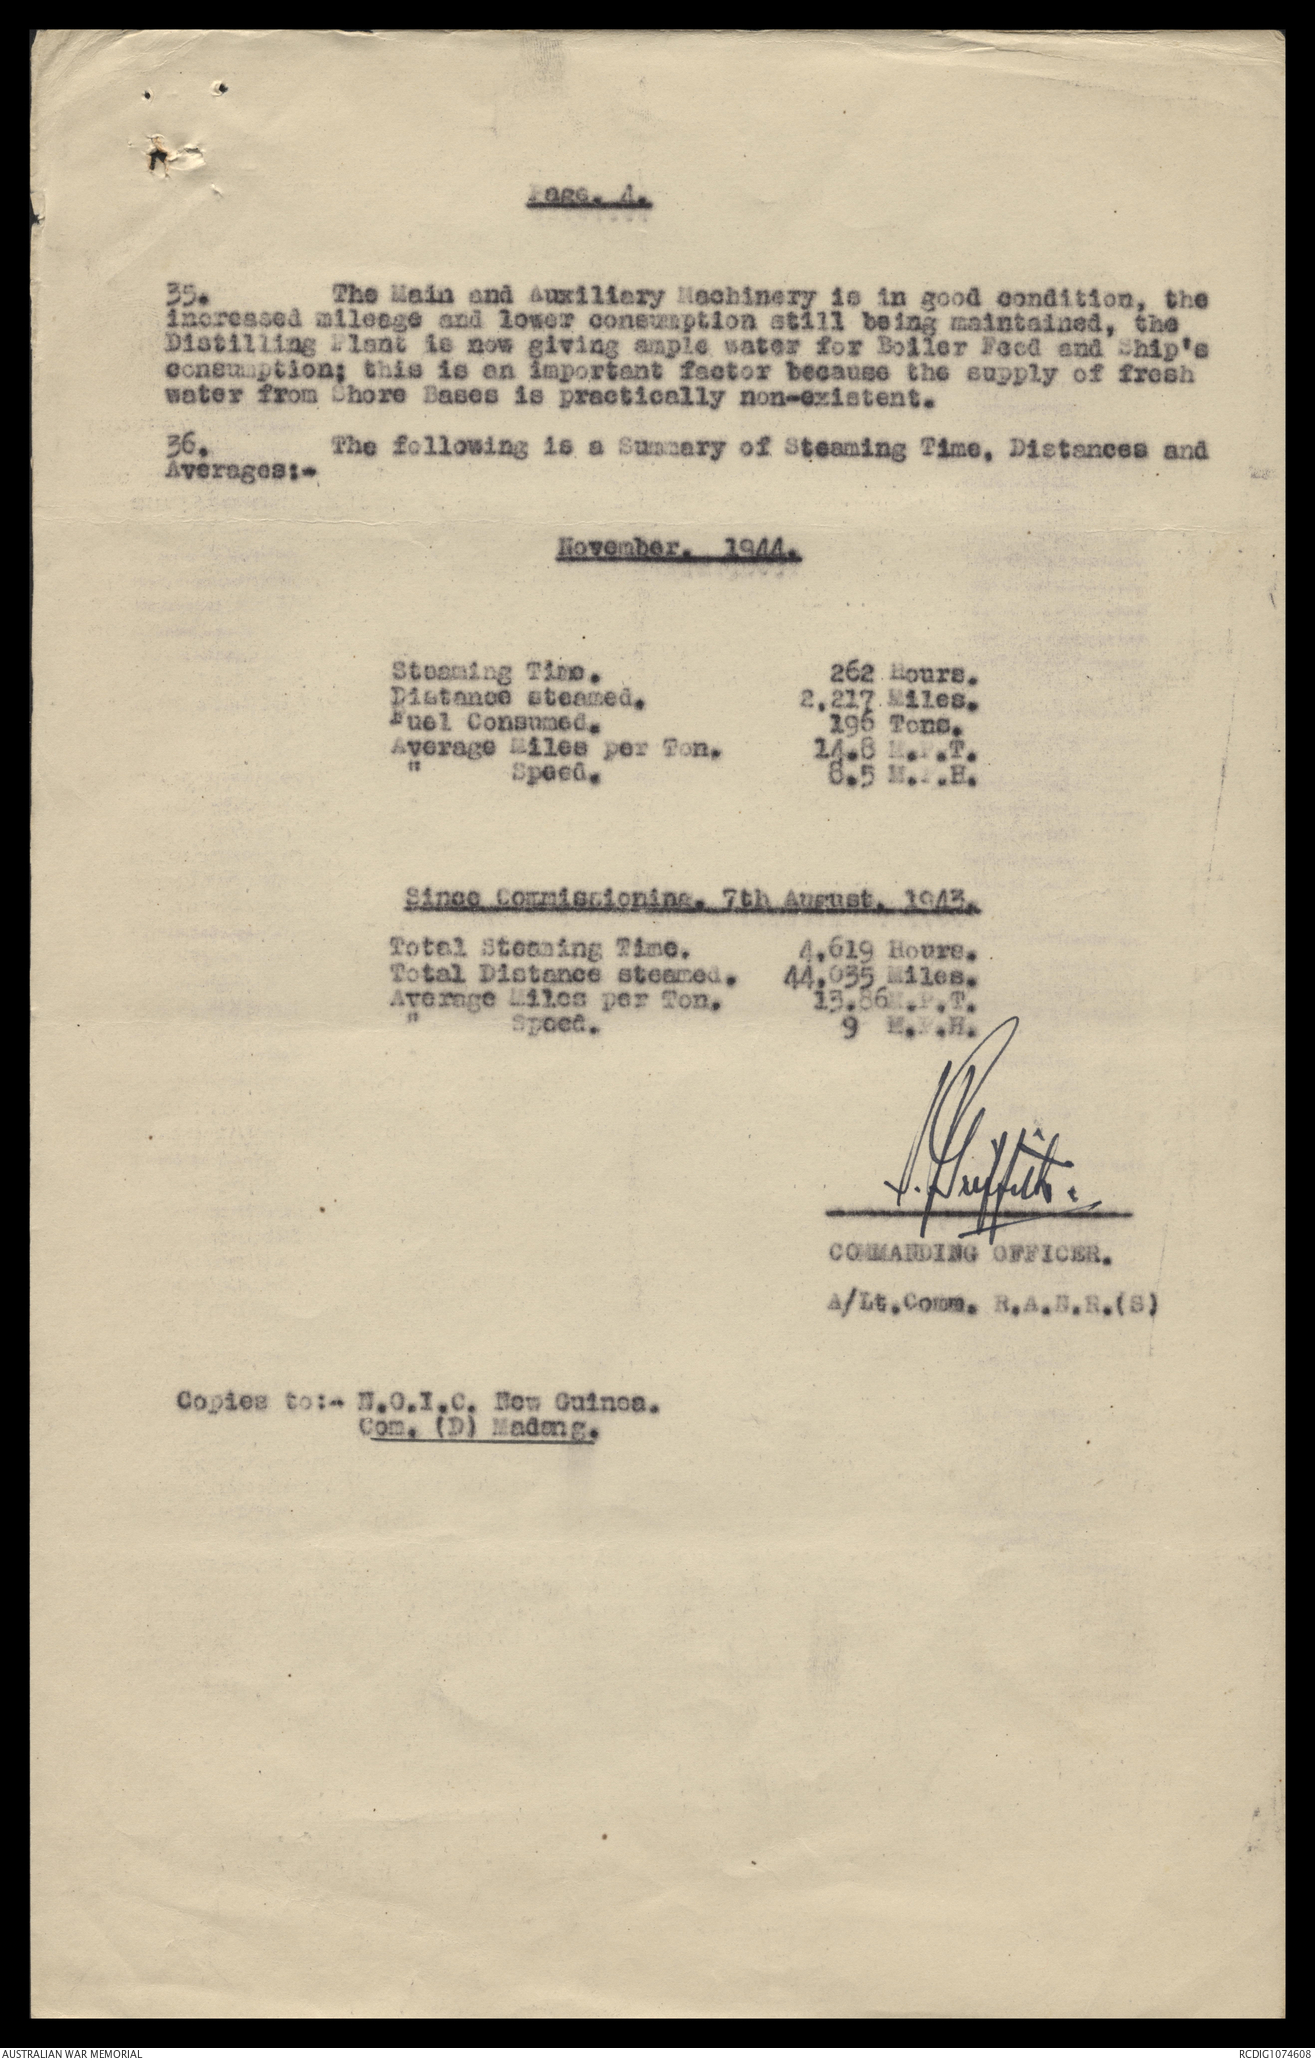 Page. 4.
35. The Main and Auxiliary Machinery is in good condition, the
increased mileage and lower consumption still being maintained, the
Distilling Plant is now giving ample water for Boiler Feed and Ship's
consumption; this is an important factor because the supply of fresh
water from Shore Bases is practically non-existent.
36. The following is a Summary of Steaming Time, Distances and
Averages:-
November. 1944.
Steaming Time. 262 Hours.
Distance steamed. 2,217 Miles.
Fuel Consumed. 196 Tons.
Average Miles per Ton. 14.8 M.P.T.
" Speed. 8.5 M.P.H.
Since Commissioning. 7th August. 1943.
Total Steaming Time. 4,619 Hours.
Total Distance steamed. 44,035 Miles.
Average Miles per Ton. 13.86M.P.T.
" Speed. 9 M.P.H.
Griffith.
COMMANDING OFFICER.
A/Lt.Comm. R.A.N.R.(S)
Copies to:- N.O.I.C. New Guinea.
Com. (D) Madang.
AUSTRALIAN WAR MEMORIAL
RCDIG1074608